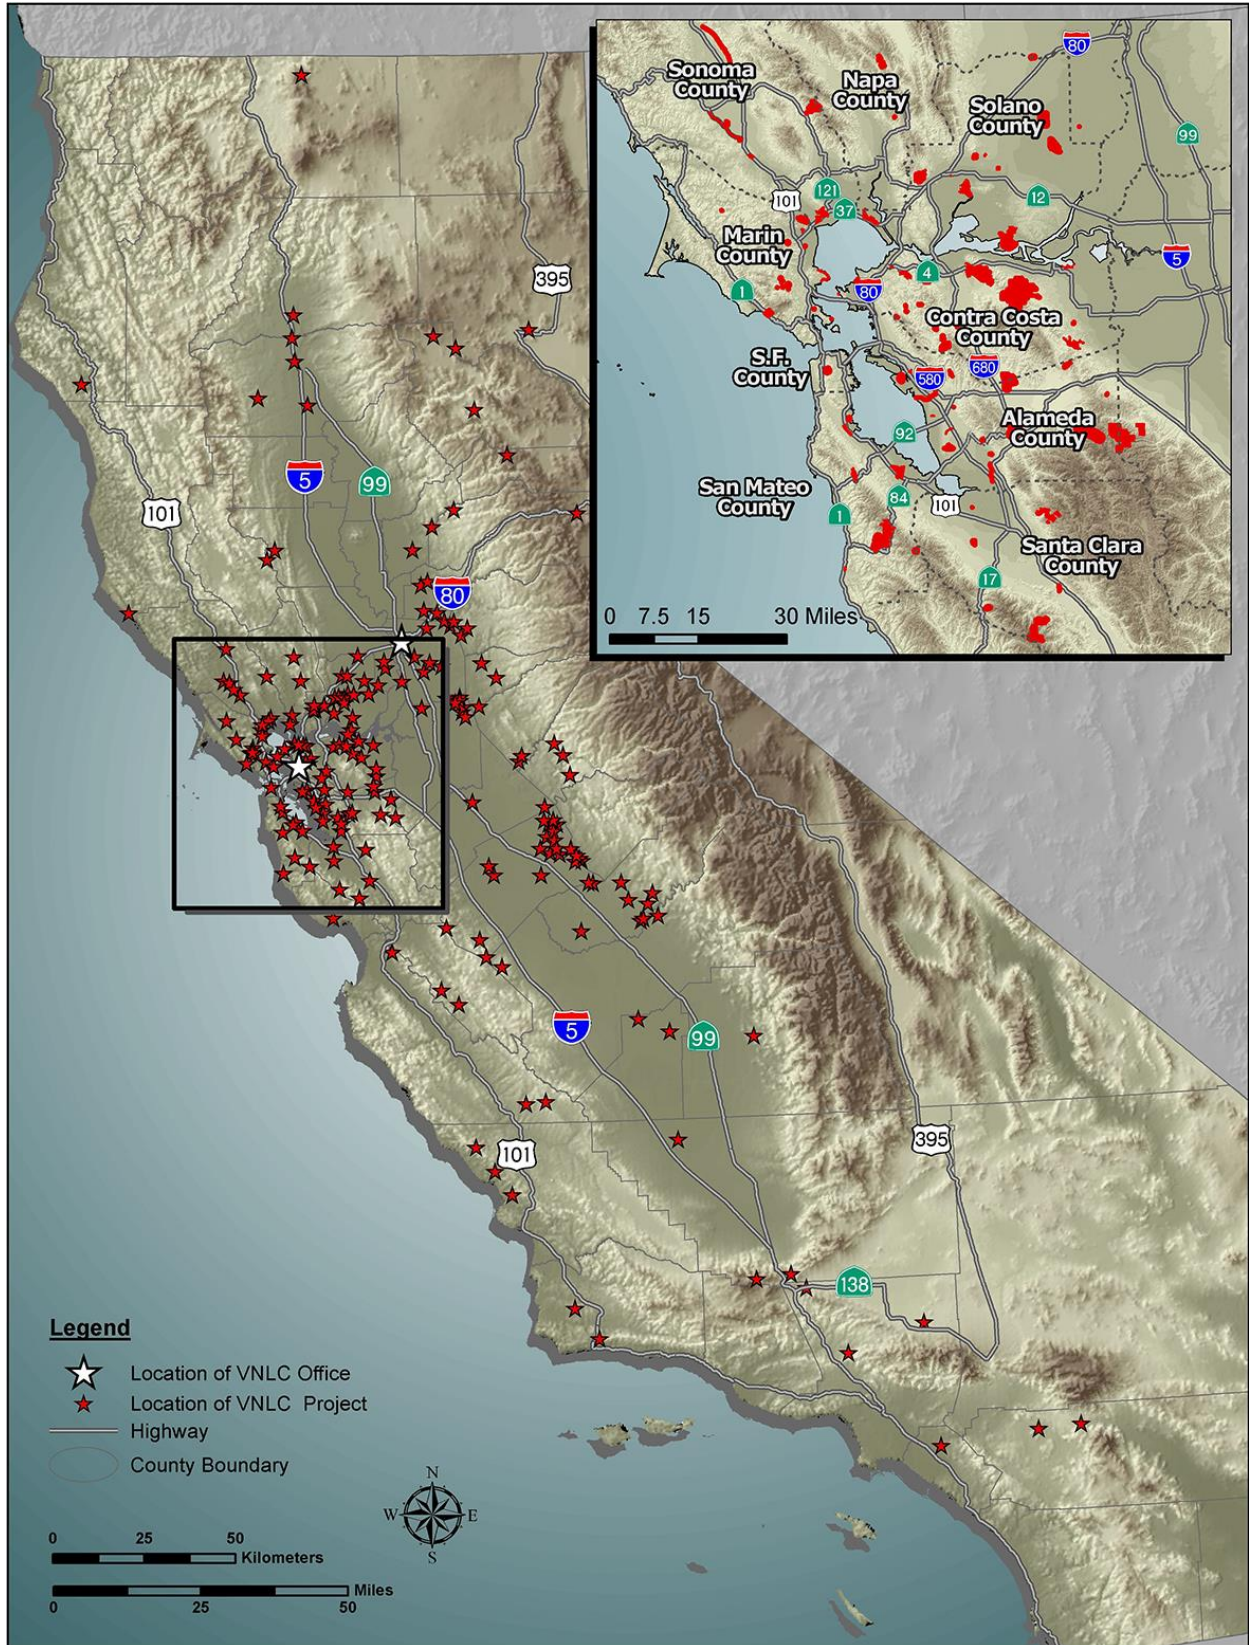 80
Sonoma
County
Napa
County
Solano
County
99
121
12
101
37
Marin
County
5
4
1
80
Contra Costa
County
S.F.
County
680
580
Alameda
County
92
San Mateo
County
84
101
1
Santa Clara
County
17
0 7.5 15 30 Miles
395
5
99
101
80
5
99
101
395
138
Legend
Location of VNLC Office
Location of VNLC Project
Highway
County Boundary
N
W E
S
0 25 50
Kilometers
Miles
0 25 50